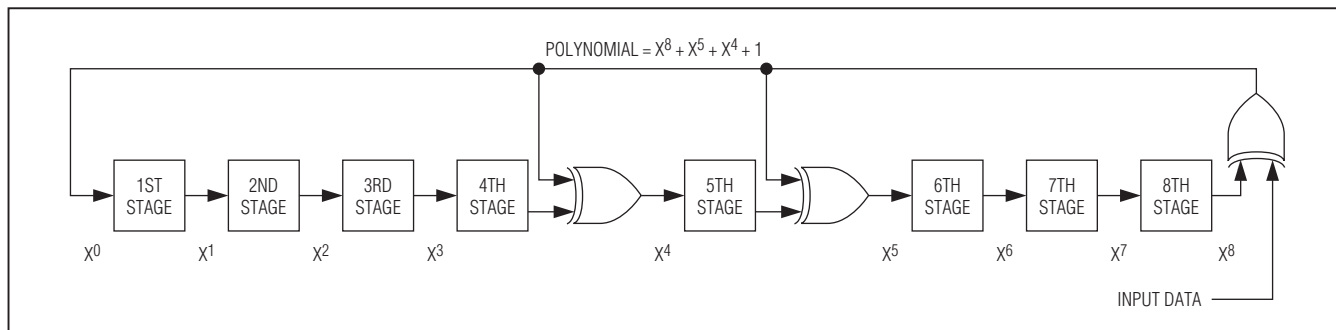 POLYNOMIAL = X⁸ + X⁵ + X⁴ + 1
1ST
STAGE
2ND
STAGE
3RD
STAGE
4TH
STAGE
5TH
STAGE
6TH
STAGE
7TH
STAGE
8TH
STAGE
X⁰
X¹
X²
X³
X⁴
X⁵
X⁶
X⁷
X⁸
INPUT DATA